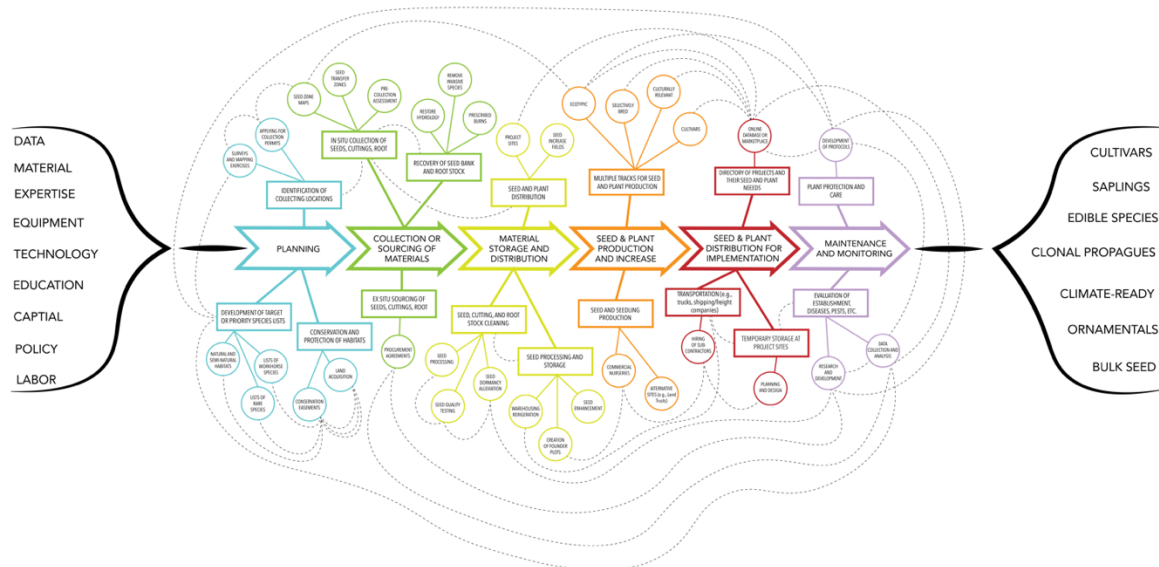 DATA
MATERIAL
EXPERTISE
EQUIPMENT
TECHNOLOGY
EDUCATION
CAPTIAL
POLICY
LABOR
SURVEYS
AND MAPPING
EXERCISES
APPLYING FOR
COLLECTION
PERMITS
IDENTIFICATION OF
COLLECTING LOCATIONS
PLANNING
DEVELOPMENT OF TARGET
OR PRIORITY SPECIES LISTS
NATURAL AND
SEMI-NATURAL
HABITATS
LISTS OF
WORKHORSE
SPECIES
LISTS
OF RARE
SPECIES
CONSERVATION AND
PROTECTION OF HABITATS
LAND
ACQUISITION
CONSERVATION
EASEMENTS
SEED ZONE
MAPS
SEED
TRANSFER
ZONES
PRE-
COLLECTION
ASSESSMENT
IN SITU COLLECTION OF
SEEDS, CUTTINGS, ROOT
RESTORE
HYDROLOGY
REMOVE
INVASIVE
SPECIES
PRESCRIBED
BURNS
RECOVERY OF SEED BANK
AND ROOT STOCK
COLLECTION OR
SOURCING OF
MATERIALS
EX SITU SOURCING OF
SEEDS, CUTTINGS, ROOT
PROCUREMENT
AGREEMENTS
PROJECT
SITES
SEED
INCREASE
FIELDS
SEED AND PLANT
DISTRIBUTION
MATERIAL
STORAGE AND
DISTRIBUTION
SEED, CUTTING, AND ROOT
STOCK CLEANING
SEED
PROCESSING
SEED QUALITY
TESTING
SEED
DORMANCY
ALLEVIATION
SEED PROCESSING AND
STORAGE
WAREHOUSING
REFRIGERATION
CREATION
OF FOUNDER
PLOTS
SEED
ENHANCEMENT
ECOTYPIC
SELECTIVELY
BRED
CULTURALLY
RELEVANT
CULTIVARS
MULTIPLE TRACKS FOR SEED
AND PLANT PRODUCTION
SEED & PLANT
PRODUCTION
AND INCREASE
SEED AND SEEDLING
PRODUCTION
COMMERCIAL
NURSERIES
ALTERNATIVE
SITES (e.g., Land
Trusts)
ONLINE
DATABASE OR
MARKETPLACE
DIRECTORY OF PROJECTS AND
THEIR SEED AND PLANT
NEEDS
SEED & PLANT
DISTRIBUTION FOR
IMPLEMENTATION
TRANSPORTATION (e.g.,
trucks, shipping/height
companies)
HIRING
OF SUB
CONTRACTORS
TEMPORARY STORAGE AT
PROJECT SITES
PLANNING
AND DESIGN
DEVELOPMENT
OF PROTOCOLS
PLANT PROTECTION AND
CARE
MAINTENANCE
AND MONITORING
EVALUATION OF
ESTABLISHMENT,
DISEASES, PESTS, ETC.
RESEARCH
AND
DEVELOPMENT
DATA
COLLECTION AND
ANALYSIS
CULTIVARS
SAPLINGS
EDIBLE SPECIES
CLONAL PROPAGUES
CLIMATE-READY
ORNAMENTALS
BULK SEED